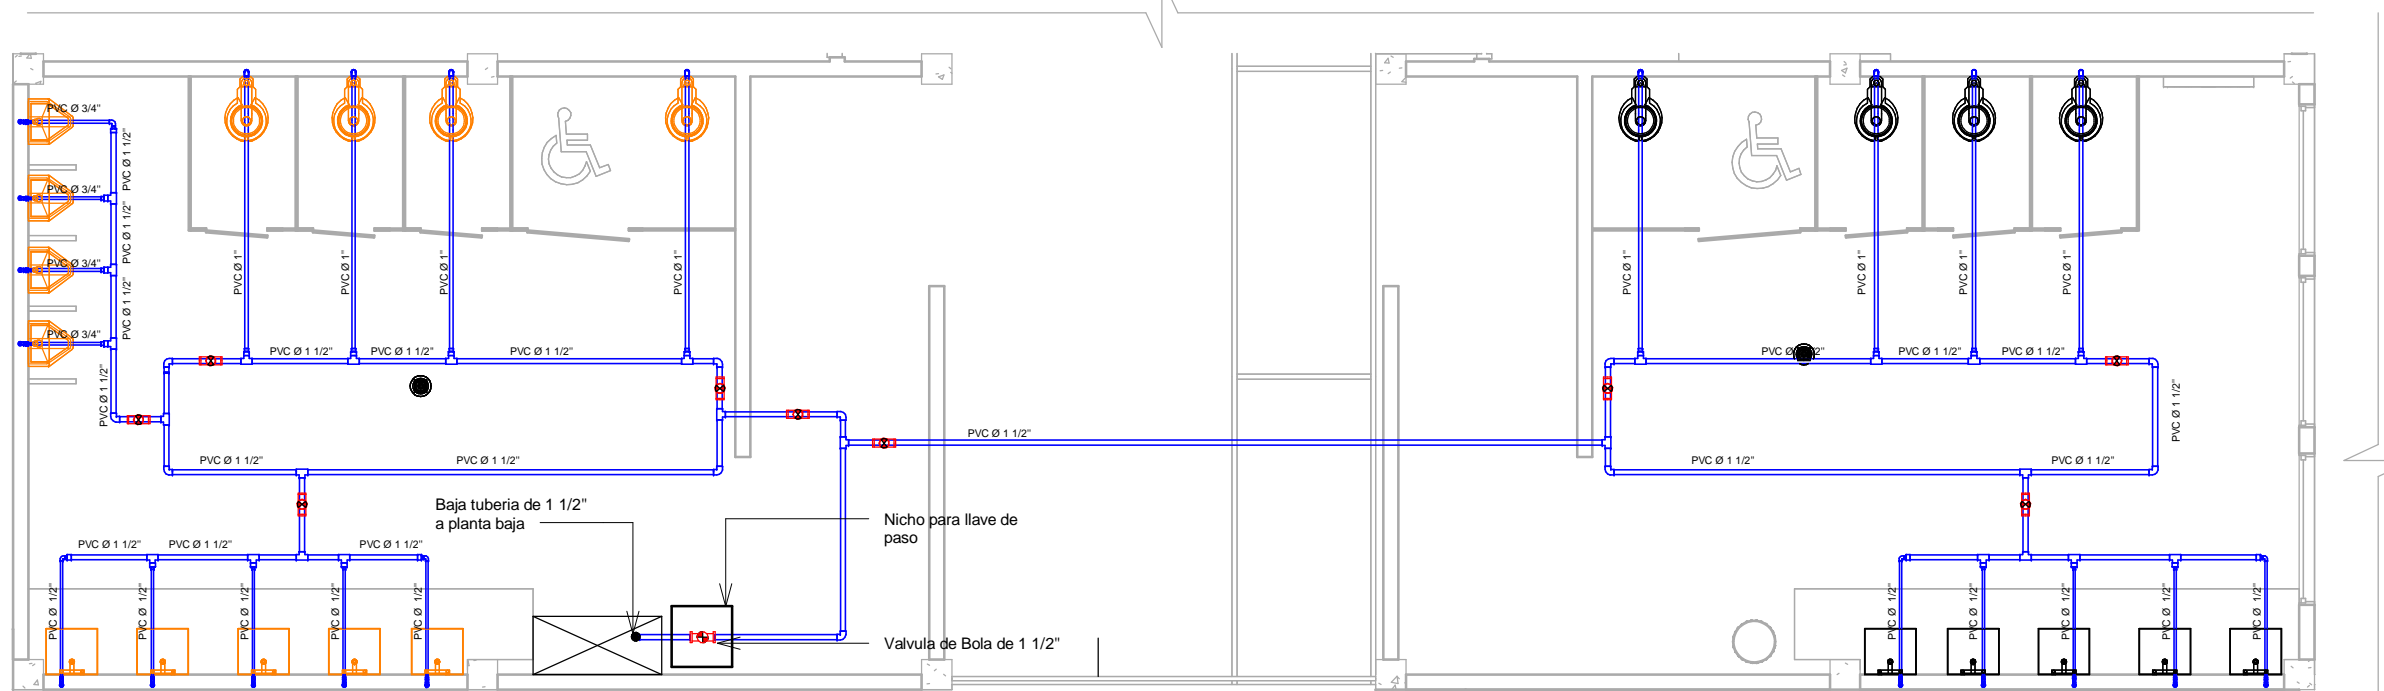 PVC Ø 3/4"
PVC Ø 1 1/2"
PVC Ø 3/4"
PVC Ø 1 1/2"
PVC Ø 3/4"
PVC Ø 1 1/2"
PVC Ø 3/4"
PVC Ø 1 1/2"
PVC Ø 1"
PVC Ø 1"
PVC Ø 1"
PVC Ø 1"
PVC Ø 1"
PVC Ø 1"
PVC Ø 1"
PVC Ø 1"
PVC Ø 1 1/2"
PVC Ø 1 1/2"
PVC Ø 1 1/2"
PVC Ø 1/2"
PVC Ø 1 1/2"
PVC Ø 1 1/2"
PVC Ø 1 1/2"
PVC Ø 1 1/2"
PVC Ø 1 1/2"
PVC Ø 1 1/2"
PVC Ø 1 1/2"
PVC Ø 1 1/2"
PVC Ø 1 1/2"
Baja tuberia de 1 1/2"
a planta baja
Nicho para llave de
paso
PVC Ø 1 1/2"
PVC Ø 1 1/2"
PVC Ø 1 1/2"
PVC Ø 1/2"
PVC Ø 1/2"
PVC Ø 1/2"
PVC Ø 1/2"
PVC Ø 1/2"
Valvula de Bola de 1 1/2"
PVC Ø 1/2"
PVC Ø 1/2"
PVC Ø 1/2"
PVC Ø 1/2"
PVC Ø 1/2"